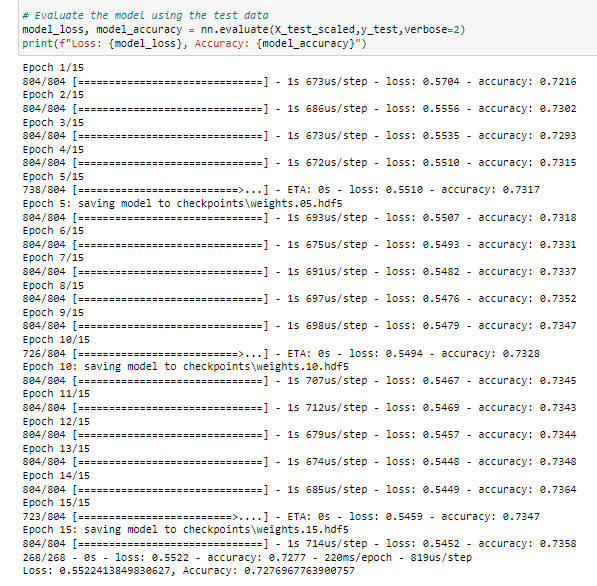 # Evaluate the model using the test data
model_loss, model_accuracy = nn.evaluate(X_test_scaled,y_test,verbose=2)
print(f"Loss: {model_loss}, Accuracy: {model_accuracy}")
Epoch 1/15
804/804 [==============================] - 1s 673us/step - loss: 0.5704 - accuracy: 0.7216
Epoch 2/15
804/804 [==============================] - 1s 686us/step - loss: 0.5556 - accuracy: 0.7302
Epoch 3/15
804/804 [==============================] - 1s 673us/step - loss: 0.5535 - accuracy: 0.7293
Epoch 4/15
804/804 [==============================] - 1s 672us/step - loss: 0.5510 - accuracy: 0.7315
Epoch 5/15
738/804 [==========================>...] - ETA: 0s - loss: 0.5510 - accuracy: 0.7317
Epoch 5: saving model to checkpoints\weights.05.hdf5
804/804 [==============================] - 1s 693us/step - loss: 0.5507 - accuracy: 0.7318
Epoch 6/15
804/804 [==============================] - 1s 675us/step - loss: 0.5493 - accuracy: 0.7331
Epoch 7/15
804/804 [==============================] - 1s 691us/step - loss: 0.5482 - accuracy: 0.7337
Epoch 8/15
804/804 [==============================] - 1s 697us/step - loss: 0.5476 - accuracy: 0.7352
Epoch 9/15
804/804 [==============================] - 1s 698us/step - loss: 0.5479 - accuracy: 0.7347
Epoch 10/15
726/804 [==========================>...] - ETA: 0s - loss: 0.5494 - accuracy: 0.7328
Epoch 10: saving model to checkpoints\weights.10.hdf5
804/804 [==============================] - 1s 707us/step - loss: 0.5467 - accuracy: 0.7345
Epoch 11/15
804/804 [==============================] - 1s 712us/step - loss: 0.5469 - accuracy: 0.7343
Epoch 12/15
804/804 [==============================] - 1s 679us/step - loss: 0.5457 - accuracy: 0.7344
Epoch 13/15
804/804 [==============================] - 1s 674us/step - loss: 0.5448 - accuracy: 0.7348
Epoch 14/15
804/804 [==============================] - 1s 685us/step - loss: 0.5449 - accuracy: 0.7364
Epoch 15/15
723/804 [=========================>....] - ETA: 0s - loss: 0.5459 - accuracy: 0.7347
Epoch 15: saving model to checkpoints\weights.15.hdf5
804/804 [==============================] - 1s 714us/step - loss: 0.5452 - accuracy: 0.7358
268/268 - 0s - loss: 0.5522 - accuracy: 0.7277 - 220ms/epoch - 819us/step
Loss: 0.5522413849830627, Accuracy: 0.7276967763900757